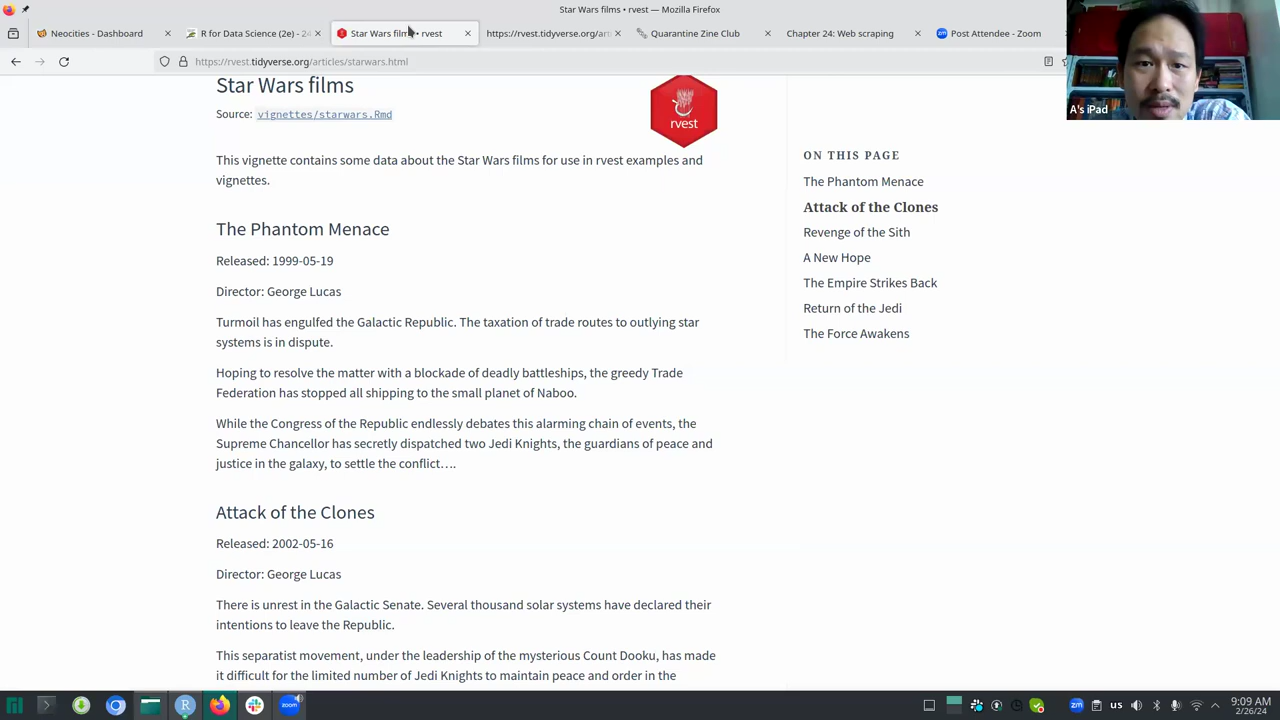 Star Wars films • rvest — Mozilla Firefox
Neocities - Dashboard
R for Data Science (2e) - 24
Star Wars films • rvest
https://rvest.tidyverse.org/art
Quarantine Zine Club
Chapter 24: Web scraping
Post Attendee - Zoom
https://rvest.tidyverse.org/articles/starwars.html
A's iPad
Star Wars films
Source: vignettes/starwars.Rmd
rvest
This vignette contains some data about the Star Wars films for use in rvest examples and
vignettes.
The Phantom Menace
Released: 1999-05-19
Director: George Lucas
Turmoil has engulfed the Galactic Republic. The taxation of trade routes to outlying star
systems is in dispute.
Hoping to resolve the matter with a blockade of deadly battleships, the greedy Trade
Federation has stopped all shipping to the small planet of Naboo.
While the Congress of the Republic endlessly debates this alarming chain of events, the
Supreme Chancellor has secretly dispatched two Jedi Knights, the guardians of peace and
justice in the galaxy, to settle the conflict….
Attack of the Clones
Released: 2002-05-16
Director: George Lucas
There is unrest in the Galactic Senate. Several thousand solar systems have declared their
intentions to leave the Republic.
This separatist movement, under the leadership of the mysterious Count Dooku, has made
it difficult for the limited number of Jedi Knights to maintain peace and order in the
ON THIS PAGE
The Phantom Menace
Attack of the Clones
Revenge of the Sith
A New Hope
The Empire Strikes Back
Return of the Jedi
The Force Awakens
R
zoom
zm
us
9:09 AM
2/26/24